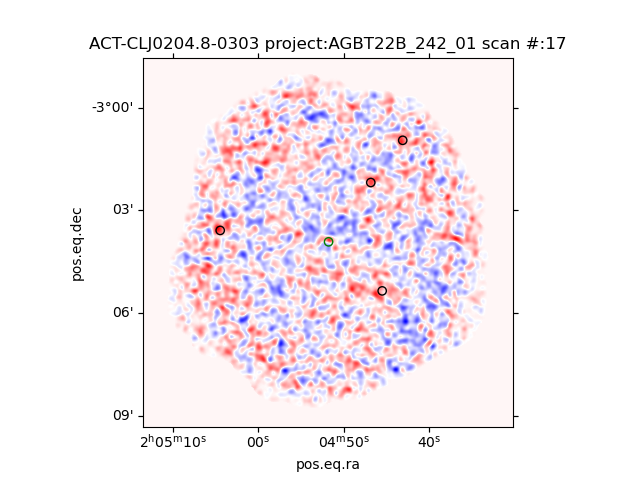 ACT-CLJ0204.8-0303 project:AGBT22B_242_01 scan #:17
-3°00'
03'
06'
09'
pos.eq.dec
2ʰ05ᵐ10ˢ 00ˢ 04ᵐ50ˢ 40ˢ
pos.eq.ra